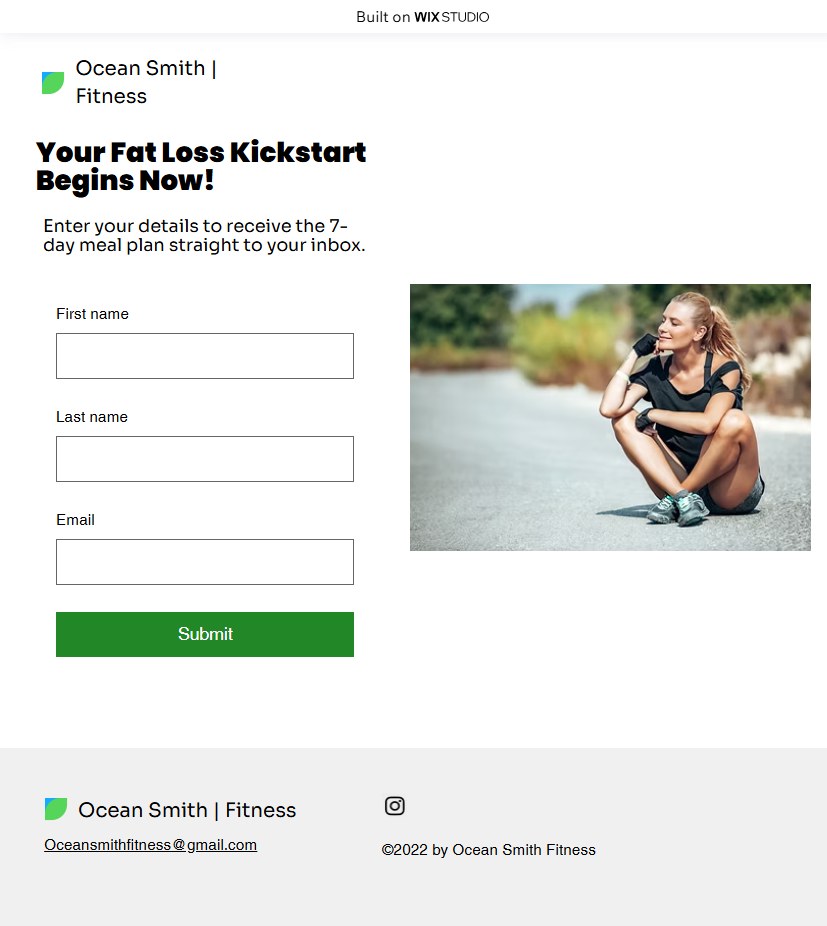 Built on WIX STUDIO
Ocean Smith |
Fitness
Your Fat Loss Kickstart
Begins Now!
Enter your details to receive the 7-
day meal plan straight to your inbox.
First name
Last name
Email
Submit
Ocean Smith | Fitness
Oceansmithfitness@gmail.com
©2022 by Ocean Smith Fitness